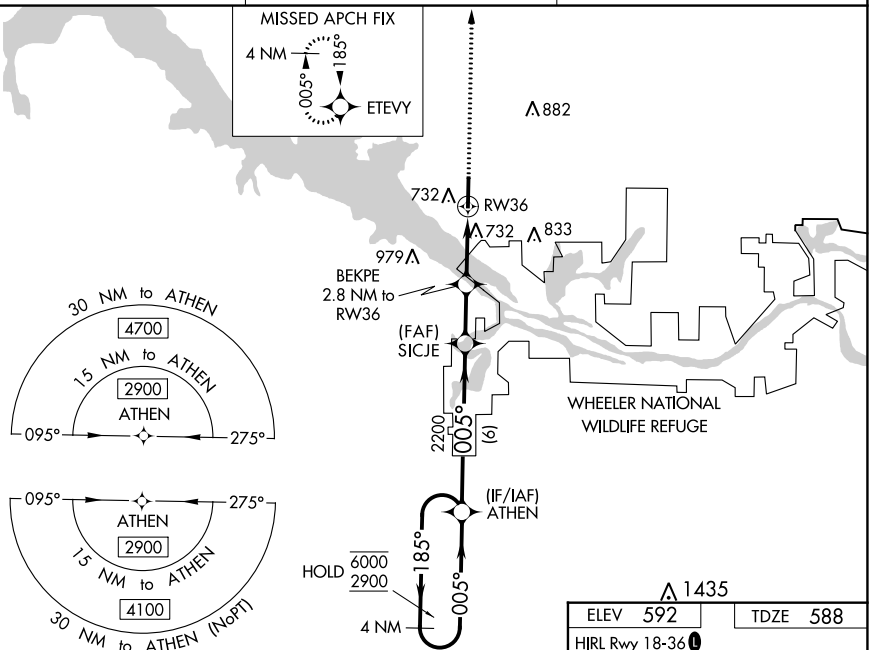 MISSED APCH FIX
4 NM
185°
005°
ETEVY
882
732
RW36
732
833
979
BEKPE
2.8 NM to
RW36
(FAF)
SICJE
30 NM to ATHEN
4700
15 NM to ATHEN
2900
ATHEN
095°
275°
WHEELER NATIONAL
WILDLIFE REFUGE
2200
005°
(6)
095°
275°
ATHEN
2900
15 NM to ATHEN
4100
30 NM to ATHEN (NoPT)
(IF/IAF)
ATHEN
185°
005°
HOLD
6000
2900
4 NM
1435
ELEV 592
TDZE 588
HIRL Rwy 18-36 L